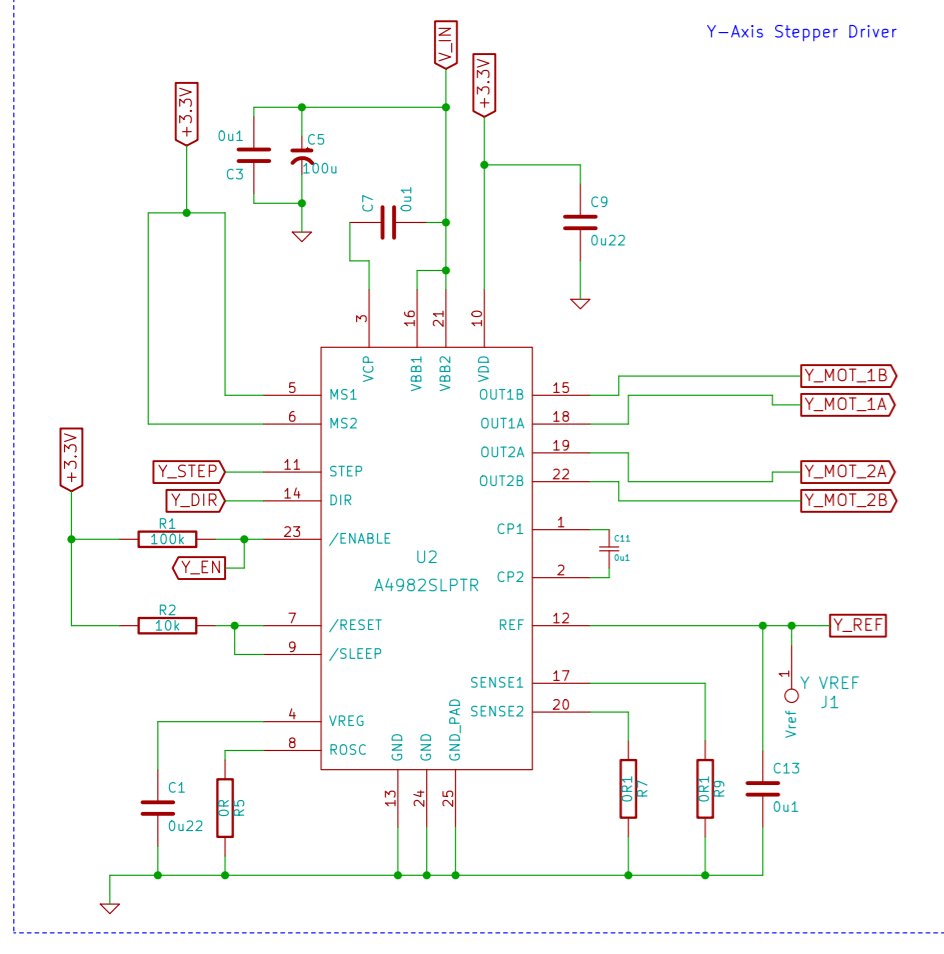 Y-Axis Stepper Driver
V_IN
+3.3V
+3.3V
0u1
C3
C5
100u
C7
0u1
C9
0u22
3
16
21
10
VCP
VBB1
VBB2
VDD
5
MS1
6
MS2
+3.3V
Y_STEP
11
STEP
Y_DIR
14
DIR
R1
100k
23
/ENABLE
Y_EN
R2
10k
7
/RESET
9
/SLEEP
4
VREG
8
ROSC
U2
A4982SLPTR
OUT1B
15
Y_MOT_1B
OUT1A
18
Y_MOT_1A
OUT2A
19
Y_MOT_2A
OUT2B
22
Y_MOT_2B
CP1
1
C11
0u1
CP2
2
REF
12
Y_REF
SENSE1
17
SENSE2
20
1
Y VREF
J1
Vref
GND
GND
GND_PAD
13
24
25
C1
0u22
0R
R5
0R1
R7
0R1
R9
C13
0u1